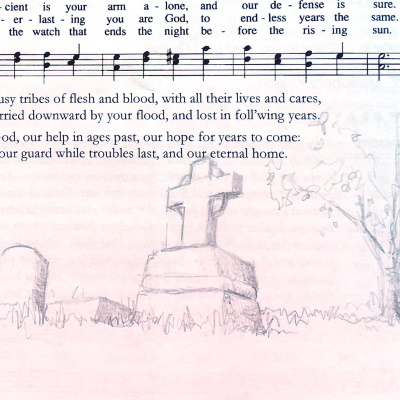 -cient is your arm a - lone, and our de - fense is sure.
- er - last - ing you are God, to end - less years the same.
the watch that ends the night be - fore the ris - ing sun.
usy tribes of flesh and blood, with all their lives and cares,
rried downward by your flood, and lost in foll'wing years.
od, our help in ages past, our hope for years to come:
our guard while troubles last, and our eternal home.